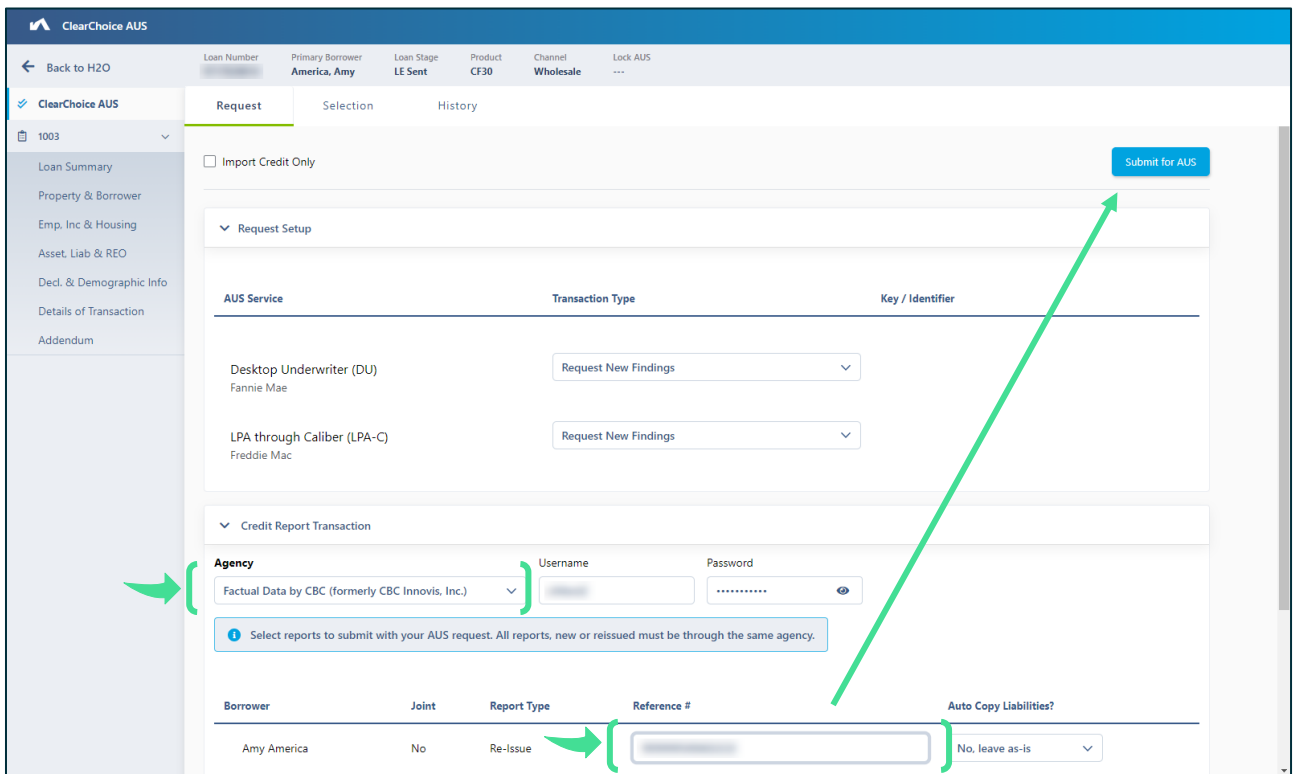 ClearChoice AUS
Back to H2O
Loan Number Primary Borrower Loan Stage Product Channel Lock AUS
America, Amy LE Sent CF30 Wholesale ---
ClearChoice AUS
1003
Loan Summary
Property & Borrower
Emp. Inc & Housing
Asset, Liab & REO
Decl. & Demographic Info
Details of Transaction
Addendum
Request Selection History
Import Credit Only Submit for AUS
Request Setup
AUS Service Transaction Type Key / Identifier
Desktop Underwriter (DU) Request New Findings
Fannie Mae
LPA through Caliber (LPA-C) Request New Findings
Freddie Mac
Credit Report Transaction
Agency Username Password
Factual Data by CBC (formerly CBC Innovis, Inc.) •••••••••••
Select reports to submit with your AUS request. All reports, new or reissued must be through the same agency.
Borrower Joint Report Type Reference # Auto Copy Liabilities?
Amy America No Re-Issue No, leave as-is